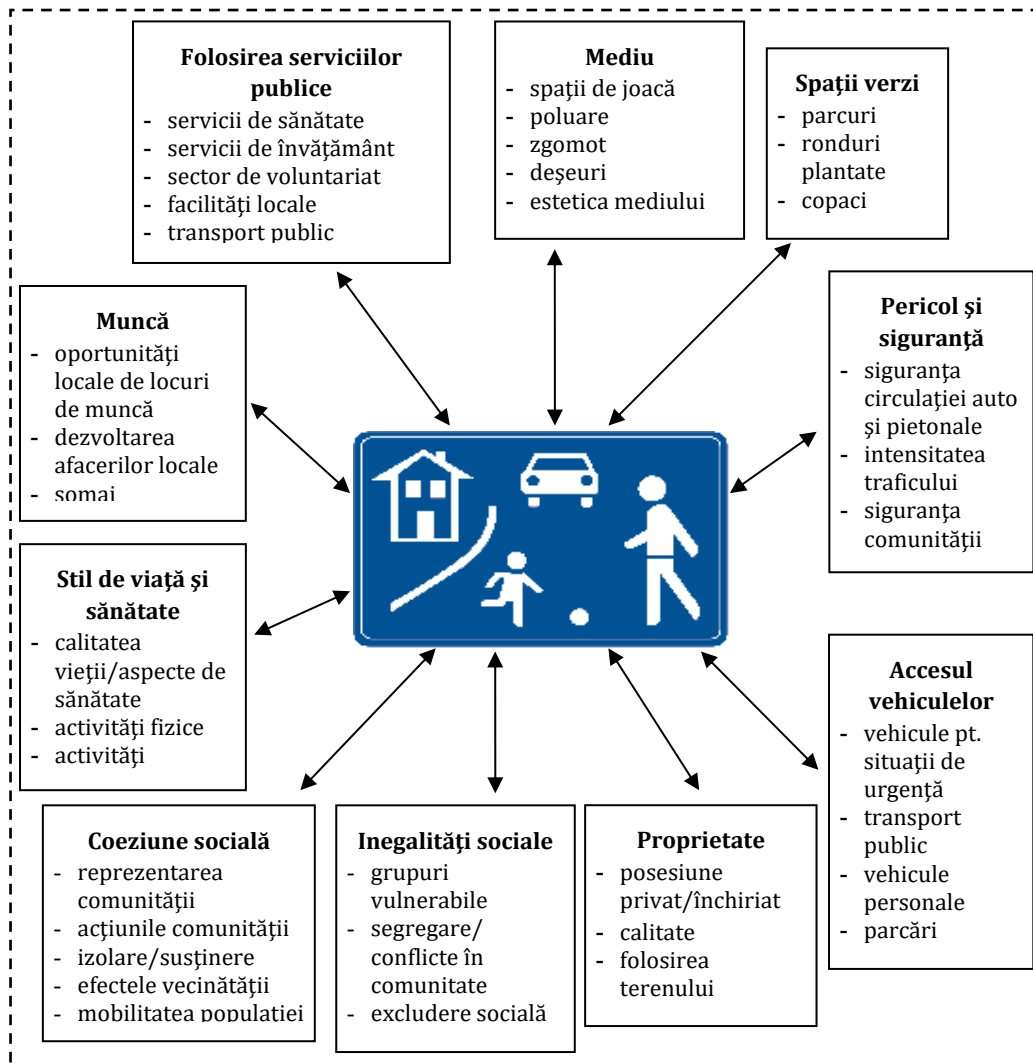 Folosirea serviciilor
publice
- servicii de sănătate
- servicii de învăţământ
- sector de voluntariat
- facilităţi locale
- transport public
Mediu
- spaţii de joacă
- poluare
- zgomot
- deşeuri
- estetica mediului
Spaţii verzi
- parcuri
- ronduri
plantate
- copaci
Muncă
- oportunităţi
locale de locuri
de muncă
- dezvoltarea
afacerilor locale
- somaj
Pericol şi
siguranţă
- siguranţa
circulaţiei auto
şi pietonale
- intensitatea
traficului
- siguranţa
comunităţii
Stil de viaţă şi
sănătate
- calitatea
vieţii/aspecte de
sănătate
- activităţi fizice
- activităţi
Accesul
vehiculelor
- vehicule pt.
situaţii de
urgenţă
- transport
public
- vehicule
personale
- parcări
Coeziune socială
- reprezentarea
comunităţii
- acţiunile comunităţii
- izolare/susţinere
- efectele vecinătăţii
- mobilitatea populatiei
Inegalităţi sociale
- grupuri
vulnerabile
- segregare/
conflicte în
comunitate
- excludere socială
Proprietate
- posesiune
privat/închiriat
- calitate
- folosirea
terenului